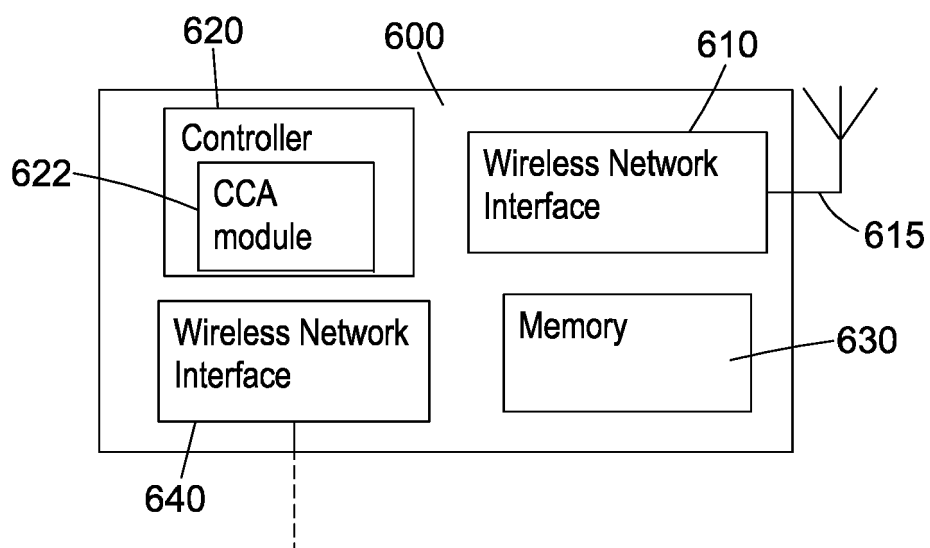 620
600
610
Controller
622
CCA
module
Wireless Network
Interface
615
Wireless Network
Interface
Memory
630
640